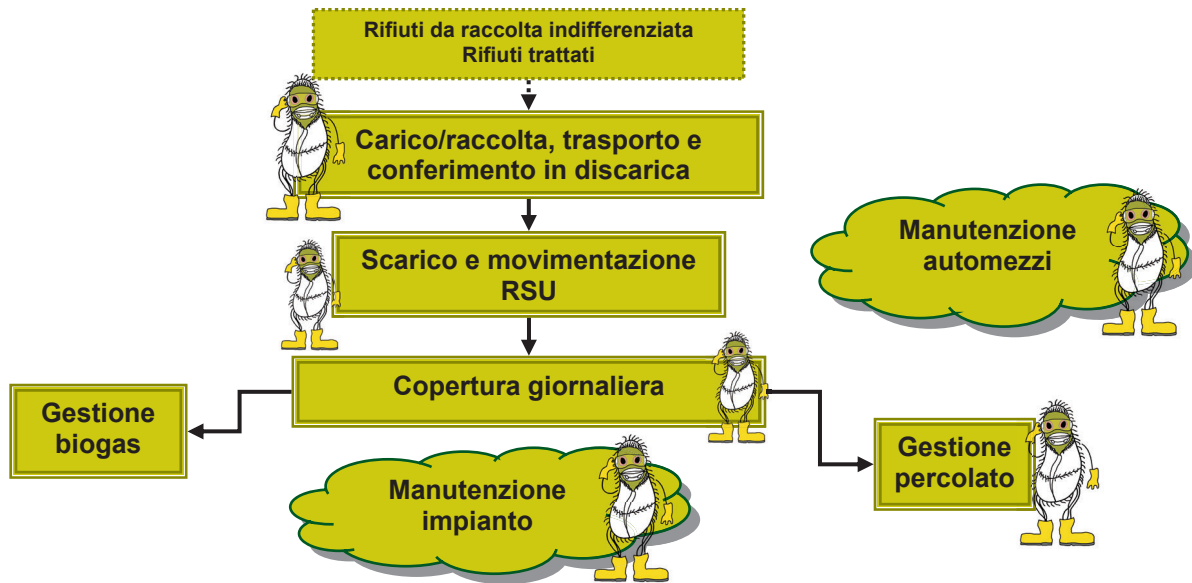 Rifiuti da raccolta indifferenziata
Rifiuti trattati
Carico/raccolta, trasporto e
conferimento in discarica
Scarico e movimentazione
RSU
Manutenzione
automezzi
Copertura giornaliera
Gestione
biogas
Gestione
percolato
Manutenzione
impianto